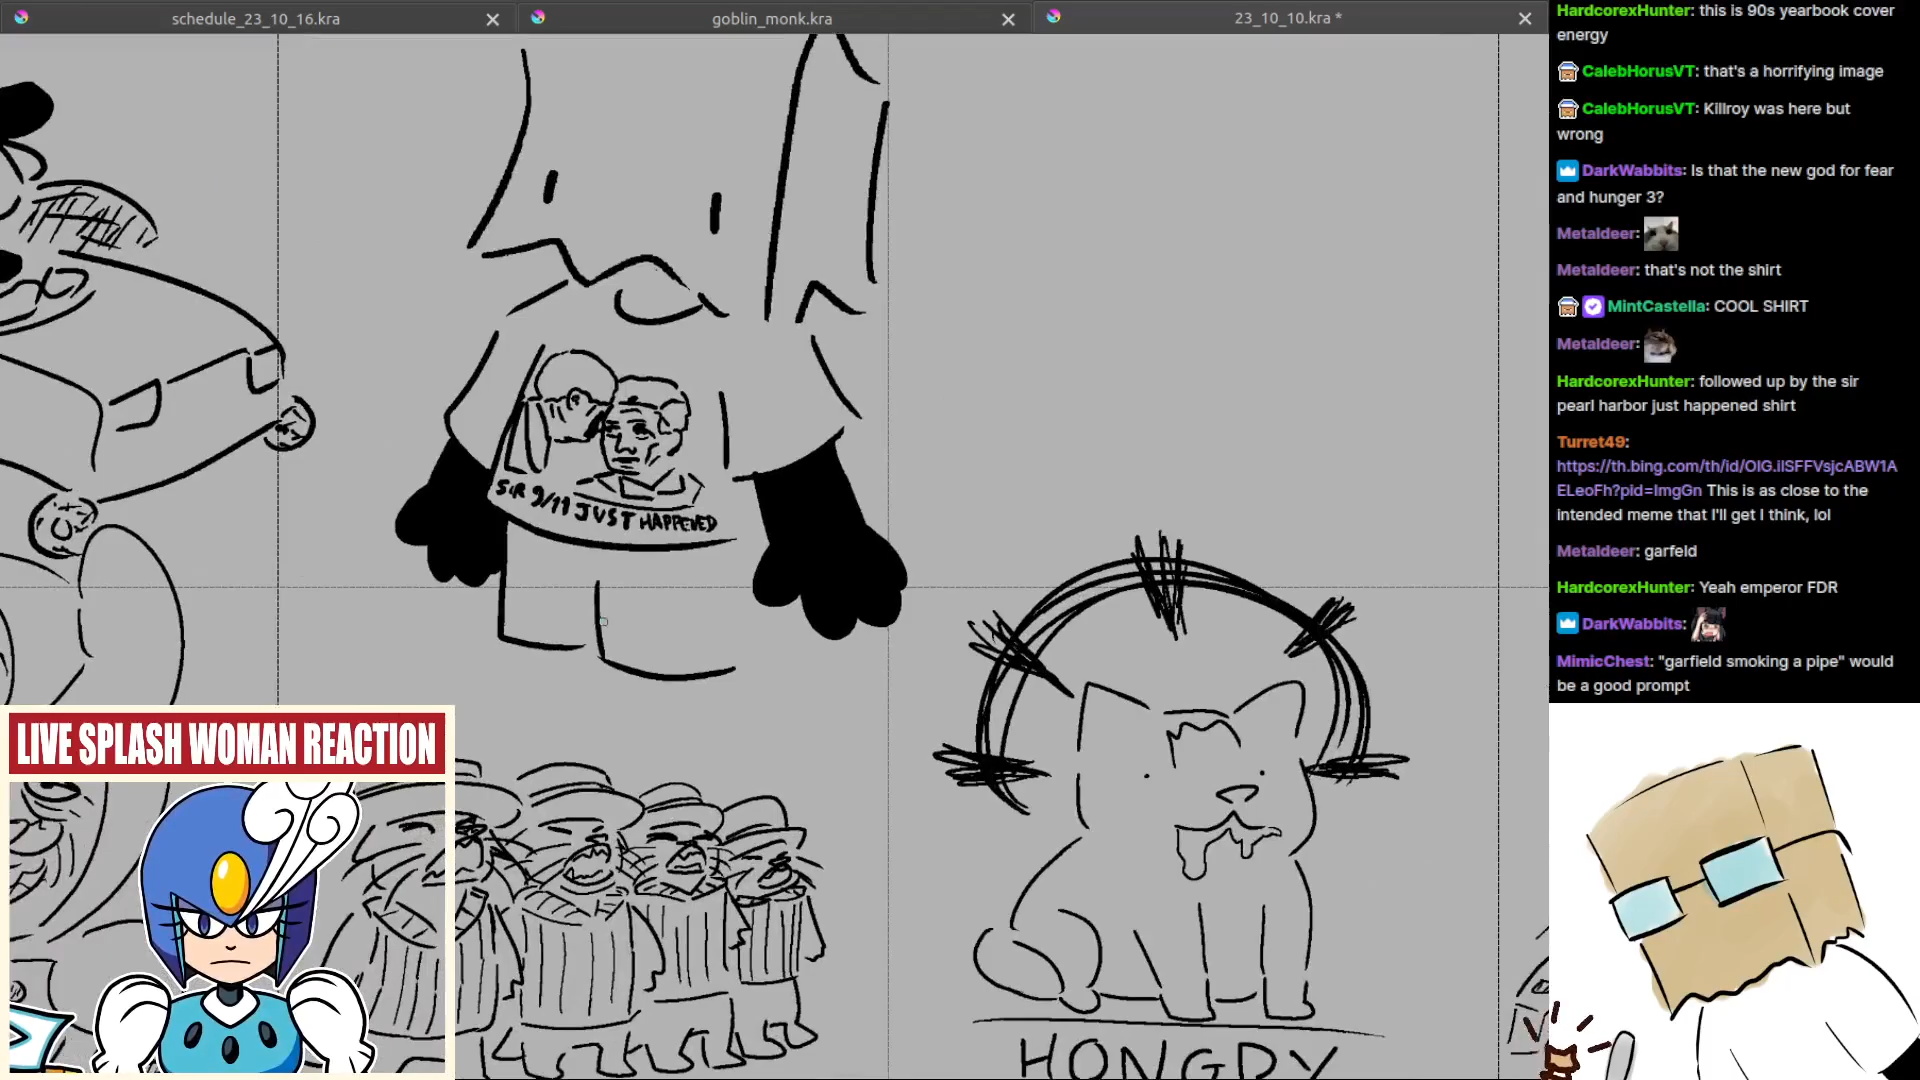 schedule_23_10_16.kra
goblin_monk.kra
23_10_10.kra *
HardcorexHunter: this is 90s yearbook cover
energy
CalebHorusVT: that's a horrifying image
CalebHorusVT: Killroy was here but
wrong
DarkWabbits: Is that the new god for fear
and hunger 3?
Metaldeer:
Metaldeer: that's not the shirt
MintCastella: COOL SHIRT
Metaldeer:
HardcorexHunter: followed up by the sir
pearl harbor just happened shirt
Turret49:
https://th.bing.com/th/id/OIG.ilSFFVsjcABW1A
ELeoFh?pid=ImgGn This is as close to the
intended meme that I'll get I think, lol
Metaldeer: garfeld
HardcorexHunter: Yeah emperor FDR
DarkWabbits:
MimicChest: "garfield smoking a pipe" would
be a good prompt
SIR 9/11 JUST HAPPENED
LIVE SPLASH WOMAN REACTION
HONGRY